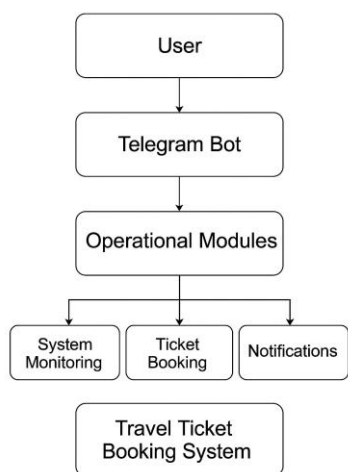 User
Telegram Bot
Operational Modules
System
Monitoring
Ticket
Booking
Notifications
Travel Ticket
Booking System